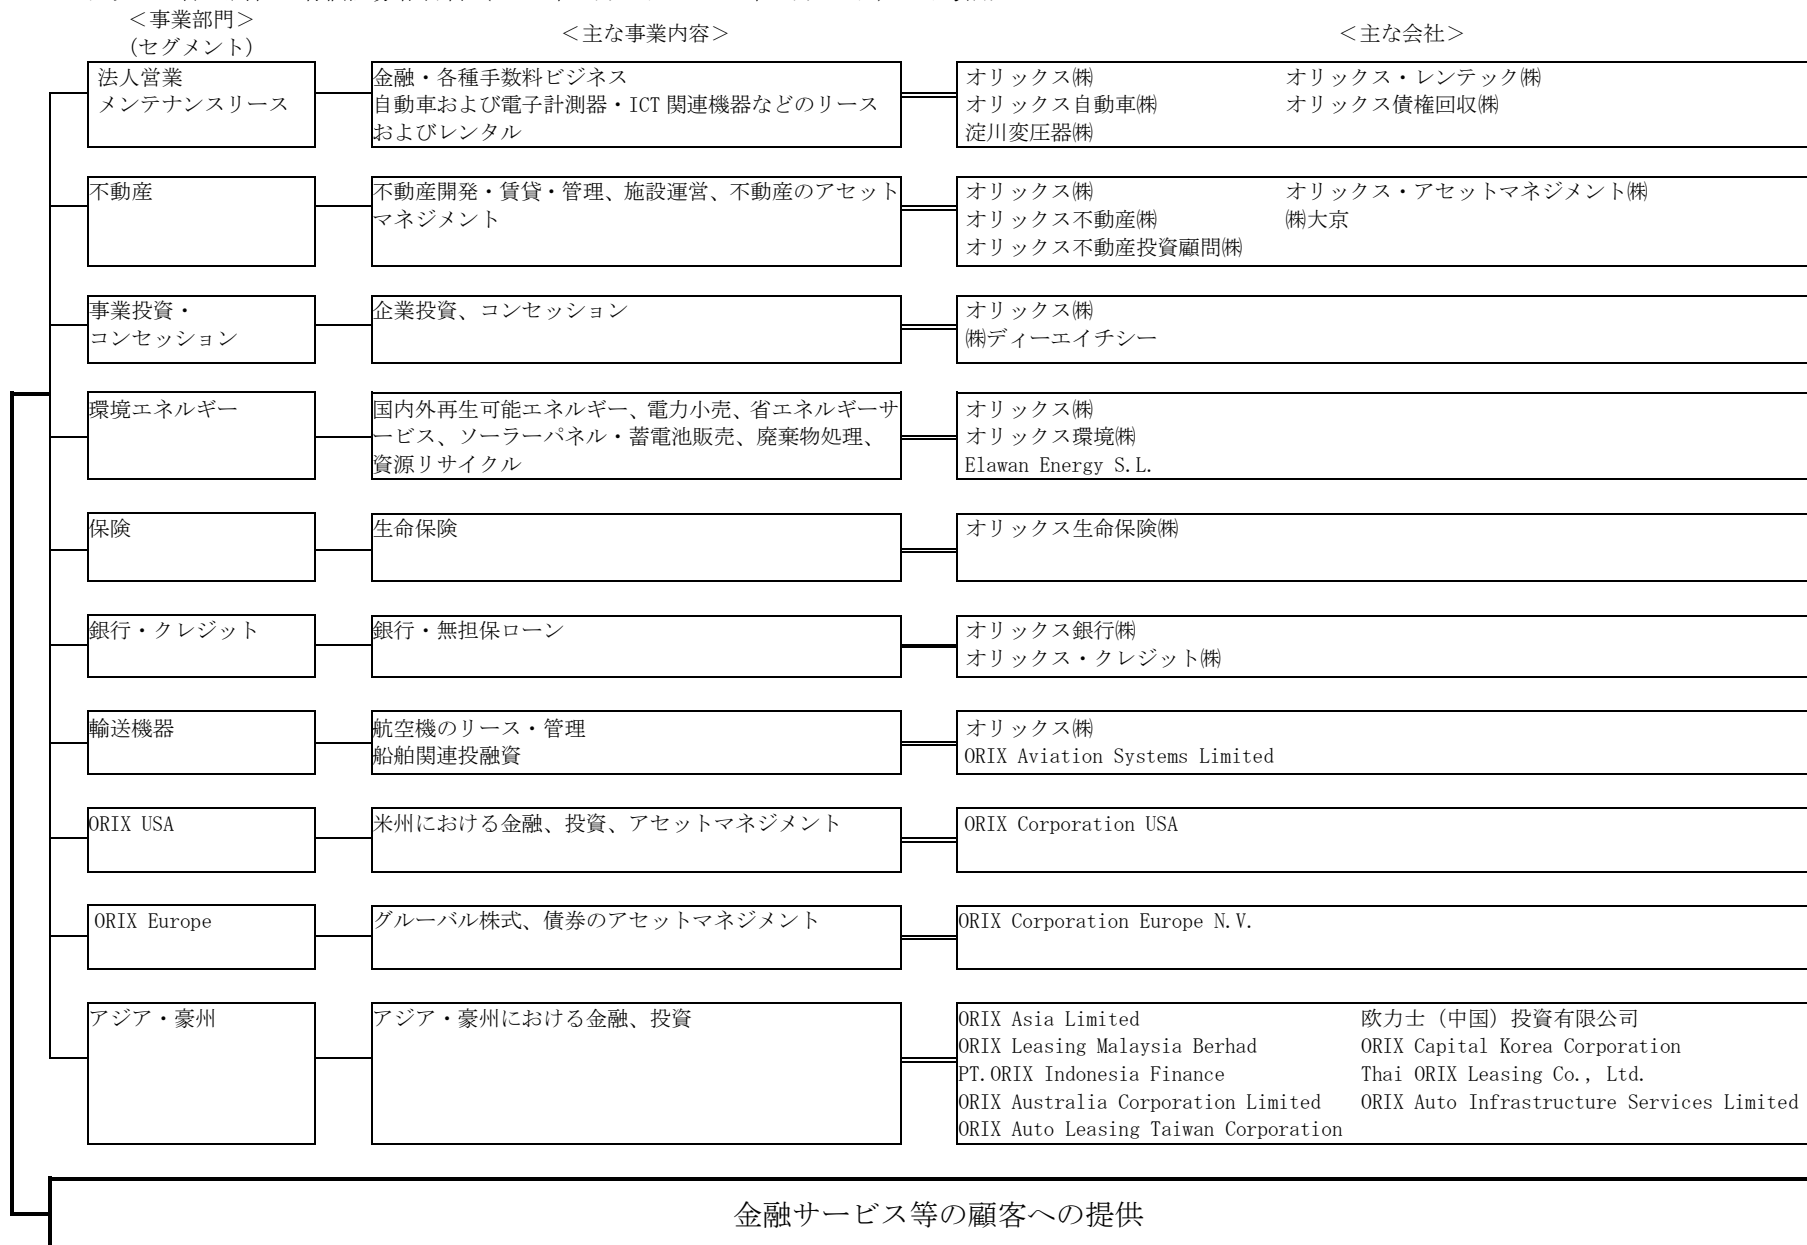 ＜事業部門＞
（セグメント）
＜主な事業内容＞
＜主な会社＞
法人営業
メンテナンスリース
金融・各種手数料ビジネス
自動車および電子計測器・ICT 関連機器などのリース
およびレンタル
オリックス㈱ オリックス・レンテック㈱
オリックス自動車㈱ オリックス債権回収㈱
淀川変圧器㈱
不動産
不動産開発・賃貸・管理、施設運営、不動産のアセット
マネジメント
オリックス㈱ オリックス・アセットマネジメント㈱
オリックス不動産㈱ ㈱大京
オリックス不動産投資顧問㈱
事業投資・
コンセッション
企業投資、コンセッション
オリックス㈱
㈱ディーエイチシー
環境エネルギー
国内外再生可能エネルギー、電力小売、省エネルギーサ
ービス、ソーラーパネル・蓄電池販売、廃棄物処理、
資源リサイクル
オリックス㈱
オリックス環境㈱
Elawan Energy S.L.
保険
生命保険
オリックス生命保険㈱
銀行・クレジット
銀行・無担保ローン
オリックス銀行㈱
オリックス・クレジット㈱
輸送機器
航空機のリース・管理
船舶関連投融資
オリックス㈱
ORIX Aviation Systems Limited
ORIX USA
米州における金融、投資、アセットマネジメント
ORIX Corporation USA
ORIX Europe
グルーバル株式、債券のアセットマネジメント
ORIX Corporation Europe N.V.
アジア・豪州
アジア・豪州における金融、投資
ORIX Asia Limited 欧力士（中国）投資有限公司
ORIX Leasing Malaysia Berhad ORIX Capital Korea Corporation
PT.ORIX Indonesia Finance Thai ORIX Leasing Co., Ltd.
ORIX Australia Corporation Limited ORIX Auto Infrastructure Services Limited
ORIX Auto Leasing Taiwan Corporation
金融サービス等の顧客への提供